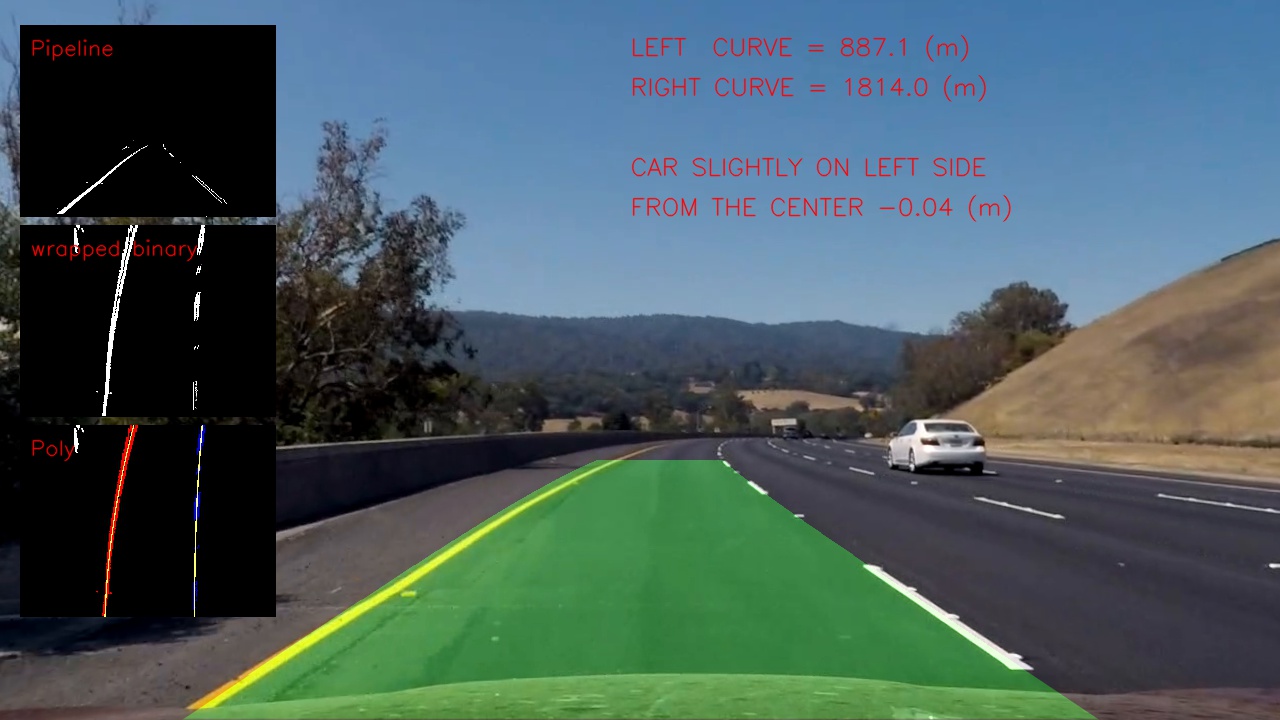 Pipeline
wrapped binary
Poly
LEFT  CURVE = 887.1 (m)
RIGHT CURVE = 1814.0 (m)
CAR SLIGHTLY ON LEFT SIDE
FROM THE CENTER -0.04 (m)